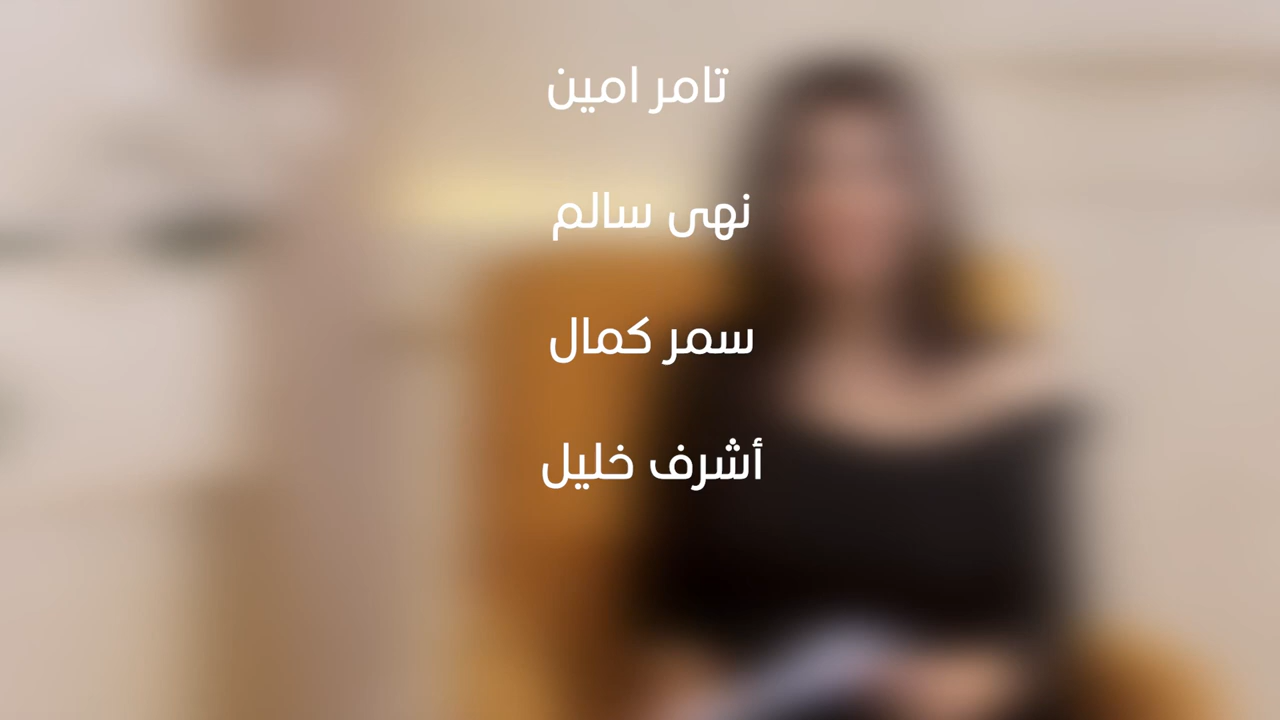 تامر امين
نهى سالم
سمر كمال
أشرف خليل